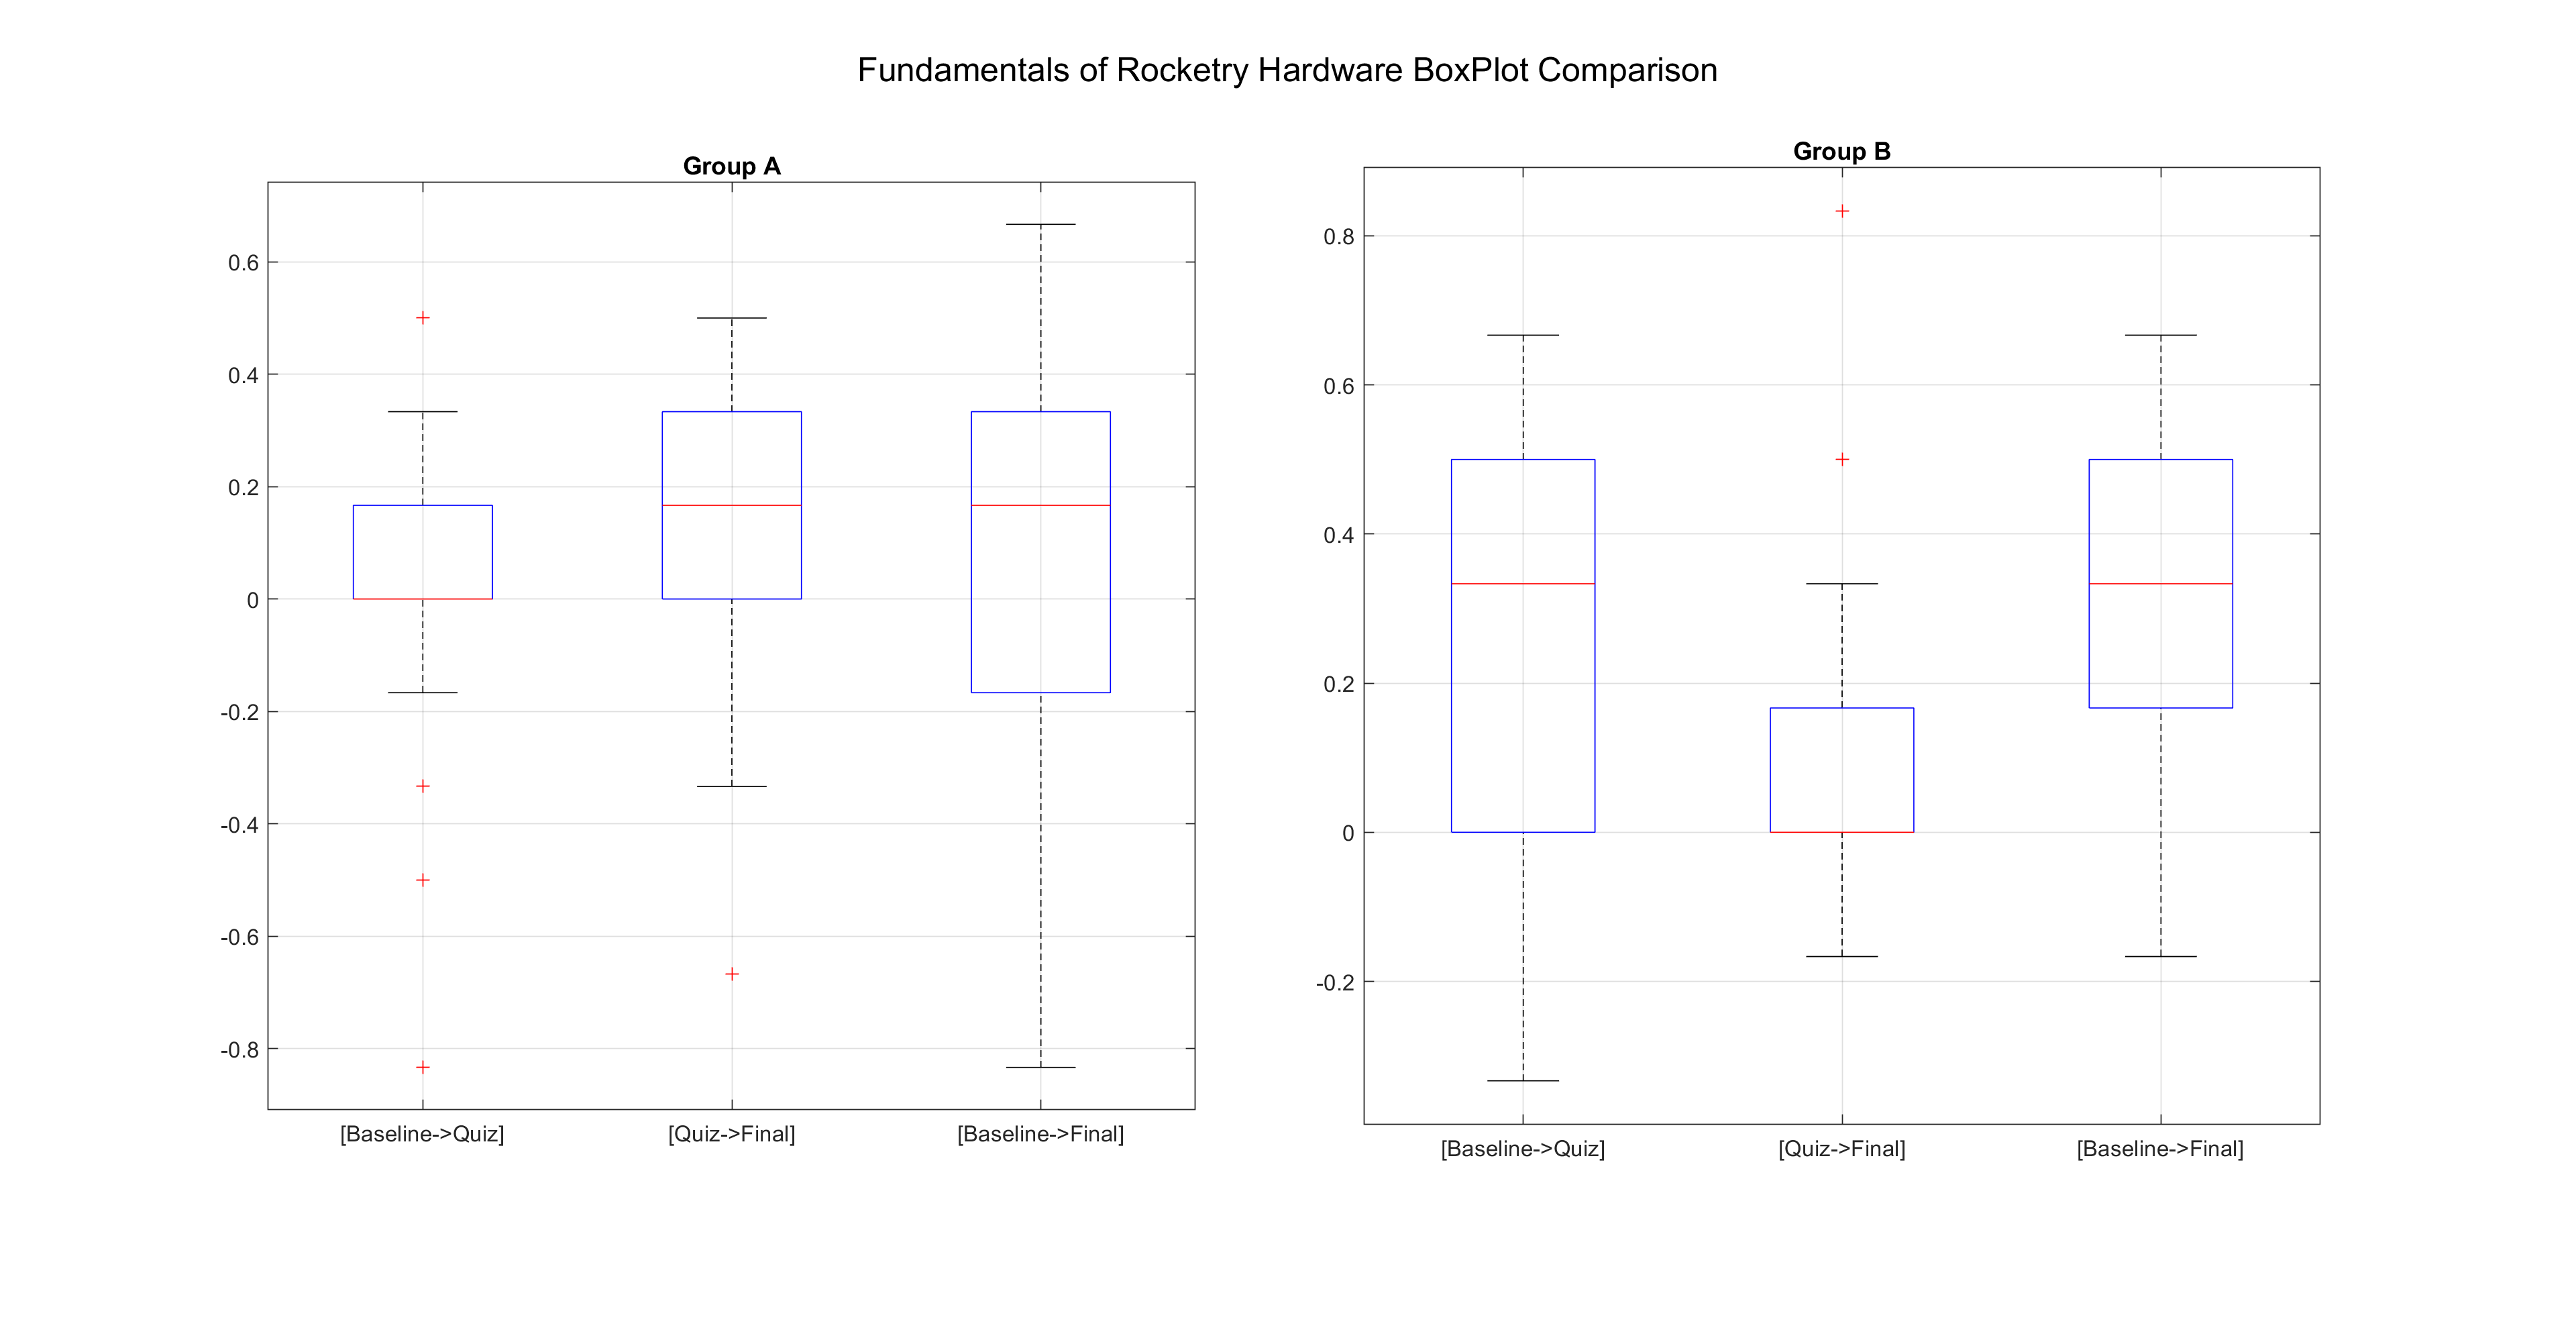 Fundamentals of Rocketry Hardware BoxPlot Comparison
Group A
0.6
0.4
0.2
0
-0.2
-0.4
-0.6
-0.8
[Baseline->Quiz] [Quiz->Final] [Baseline->Final]
Group B
0.8
0.6
0.4
0.2
0
-0.2
[Baseline->Quiz] [Quiz->Final] [Baseline->Final]